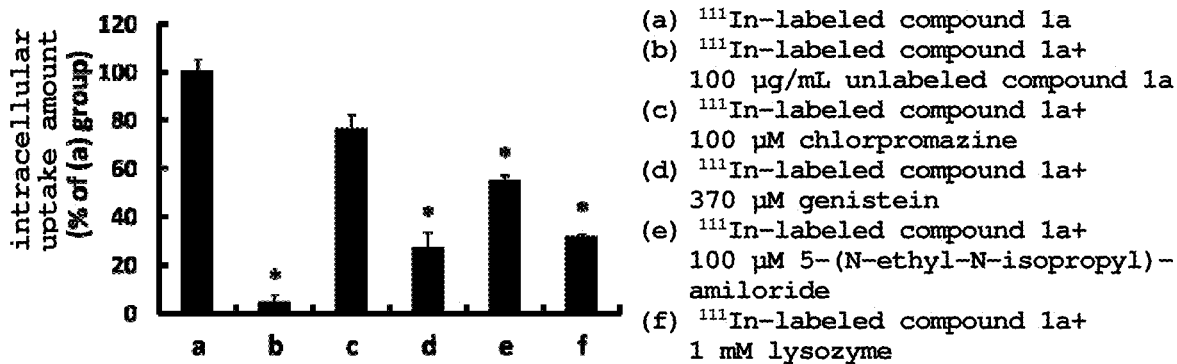 intracellular
uptake amount
(% of (a) group)
120
100
80
60
40
20
0
*
*
*
*
a b c d e f
(a) ¹¹¹In-labeled compound 1a
(b) ¹¹¹In-labeled compound 1a+
100 μg/mL unlabeled compound 1a
(c) ¹¹¹In-labeled compound 1a+
100 μM chlorpromazine
(d) ¹¹¹In-labeled compound 1a+
370 μM genistein
(e) ¹¹¹In-labeled compound 1a+
100 μM 5-(N-ethyl-N-isopropyl)-
amiloride
(f) ¹¹¹In-labeled compound 1a+
1 mM lysozyme